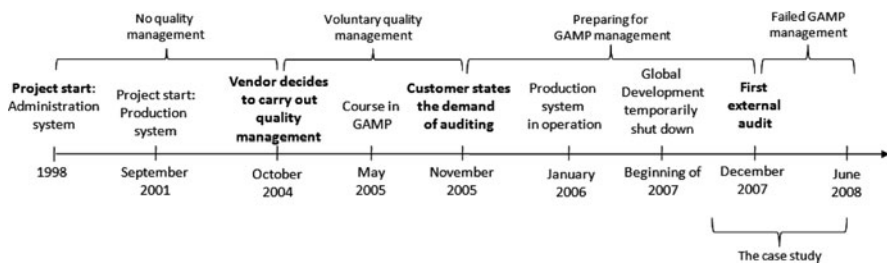 No quality
management
Voluntary quality
management
Preparing for
GAMP management
Failed GAMP
management
Project start:
Administration
system
Project start:
Production
system
Vendor decides
to carry out
quality
management
Course in
GAMP
Customer states
the demand
of auditing
Production
system
in operation
Global
Development
temporarily
shut down
First
external
audit
1998
September
2001
October
2004
May
2005
November
2005
January
2006
Beginning of
2007
December
2007
June
2008
The case study